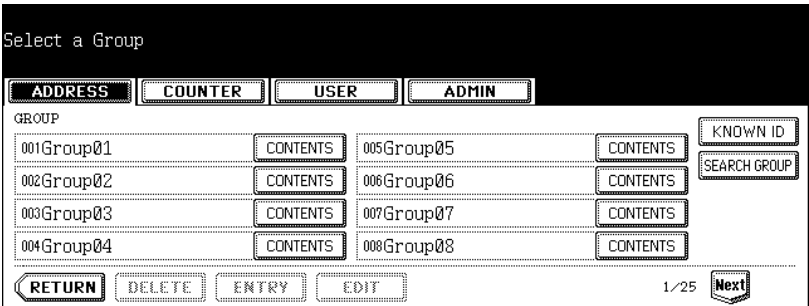 Select a Group
ADDRESS COUNTER USER ADMIN
GROUP
001Group01 CONTENTS 005Group05 CONTENTS KNOWN ID
002Group02 CONTENTS 006Group06 CONTENTS SEARCH GROUP
003Group03 CONTENTS 007Group07 CONTENTS
004Group04 CONTENTS 008Group08 CONTENTS
RETURN DELETE ENTRY EDIT 1/25 Next